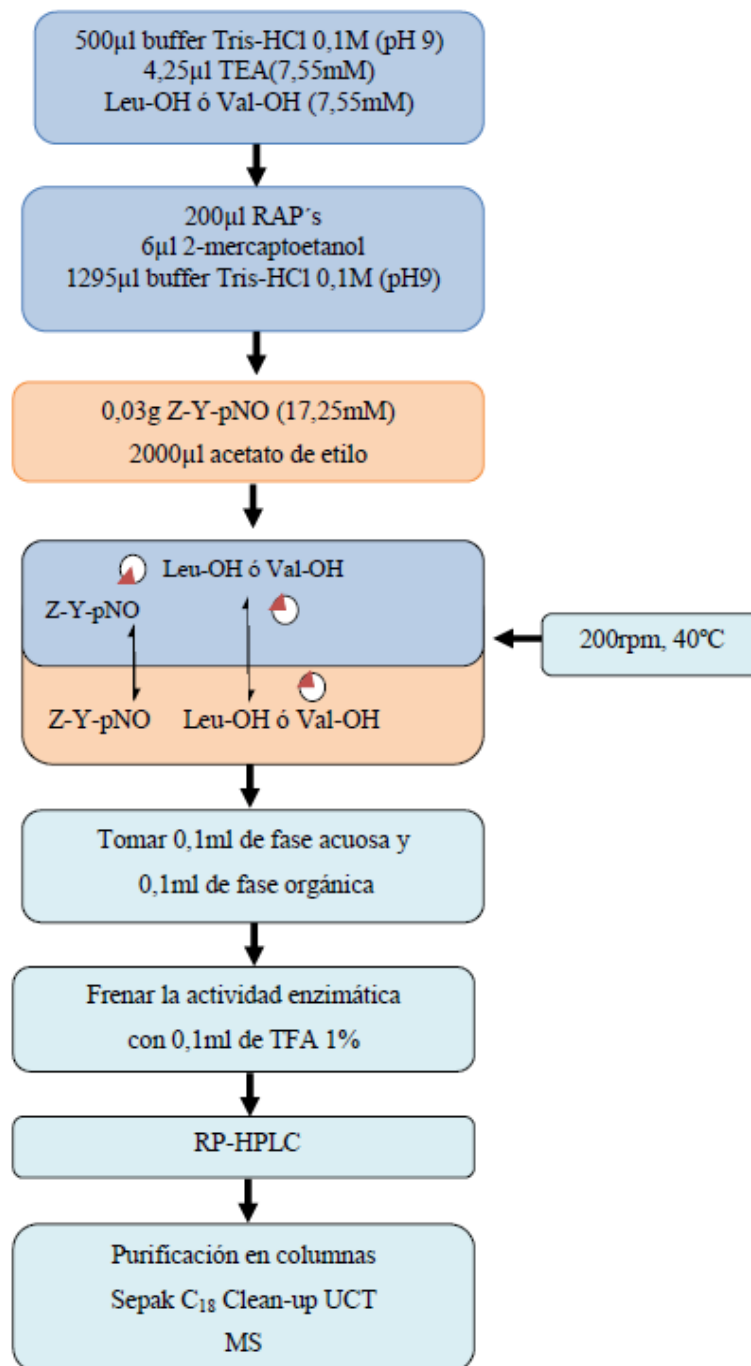 500µl buffer Tris-HCl 0,1M (pH 9)
4,25µl TEA(7,55mM)
Leu-OH ó Val-OH (7,55mM)
200µl RAP´s
6µl 2-mercaptoetanol
1295µl buffer Tris-HCl 0,1M (pH9)
0,03g Z-Y-pNO (17,25mM)
2000µl acetato de etilo
Leu-OH ó Val-OH
Z-Y-pNO
200rpm, 40ºC
Z-Y-pNO
Leu-OH ó Val-OH
Tomar 0,1ml de fase acuosa y
0,1ml de fase orgánica
Frenar la actividad enzimática
con 0,1ml de TFA 1%
RP-HPLC
Purificación en columnas
Sepak C₁₈ Clean-up UCT
MS